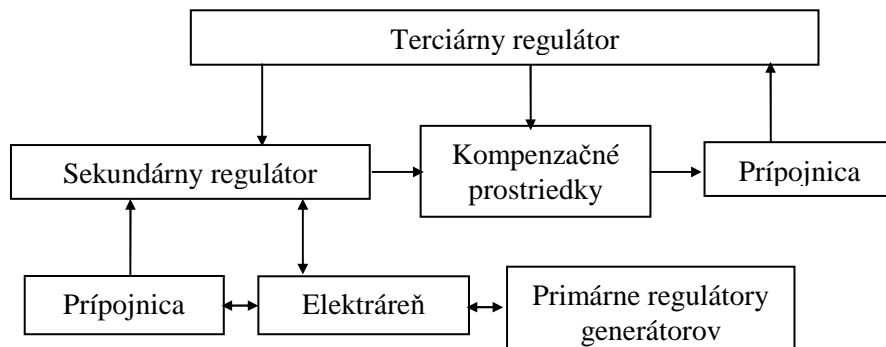 Terciárny regulátor
Sekundárny regulátor
Kompenzačné
prostriedky
Prípojnica
Prípojnica
Elektráreň
Primárne regulátory
generátorov